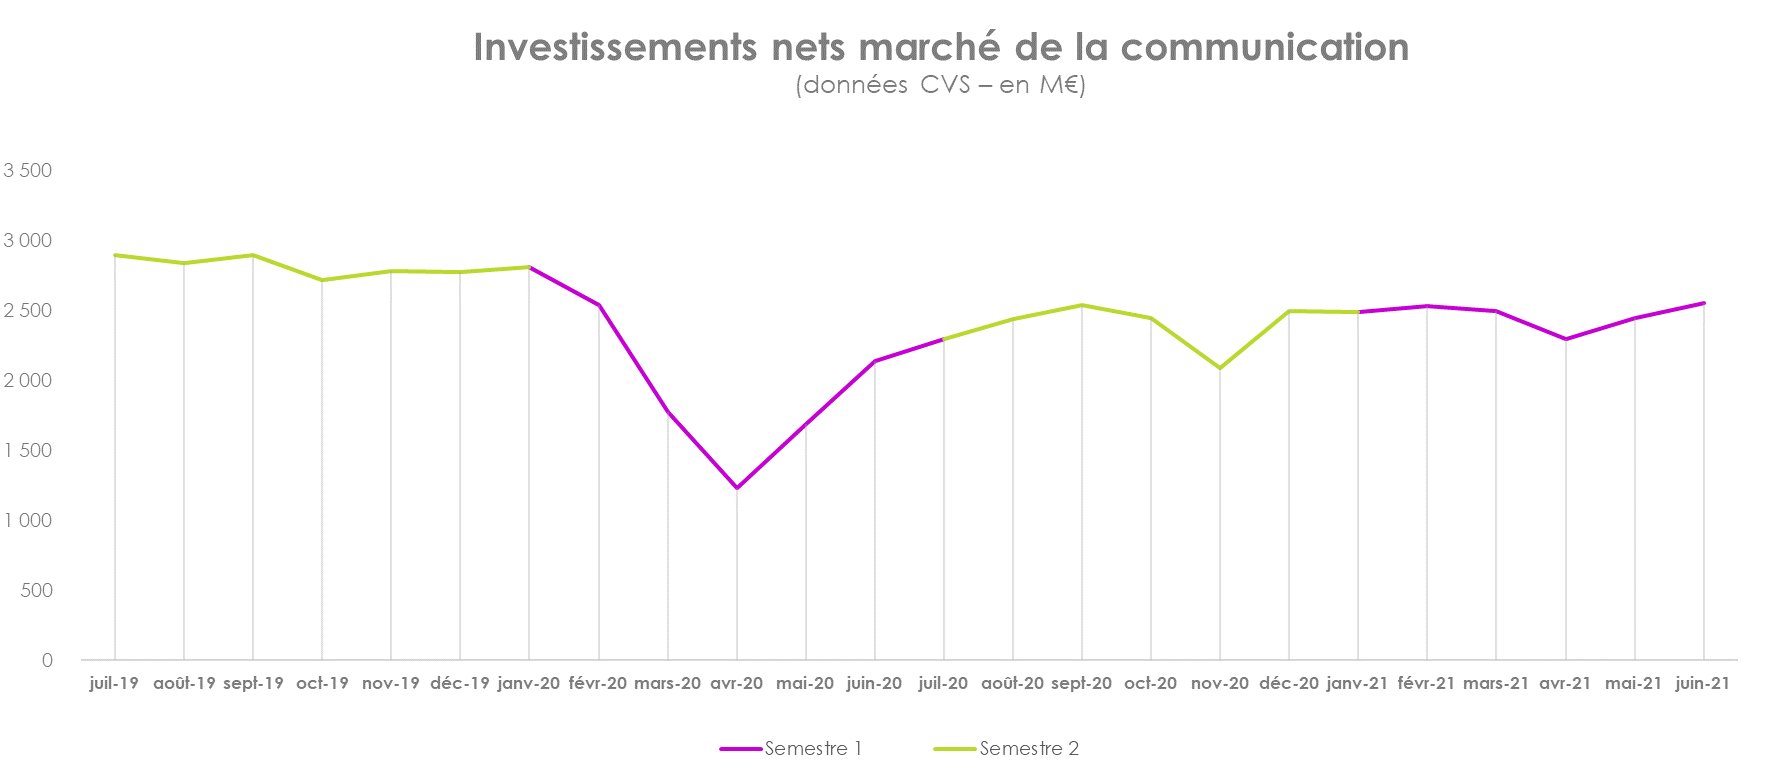 Investissements nets marché de la communication
(données CVS – en M€)
3 500
3 000
2 500
2 000
1 500
1 000
500
0
juil-19 août-19 sept-19 oct-19 nov-19 déc-19 janv-20 févr-20 mars-20 avr-20 mai-20 juin-20 juil-20 août-20 sept-20 oct-20 nov-20 déc-20 janv-21 févr-21 mars-21 avr-21 mai-21 juin-21
Semestre 1 Semestre 2